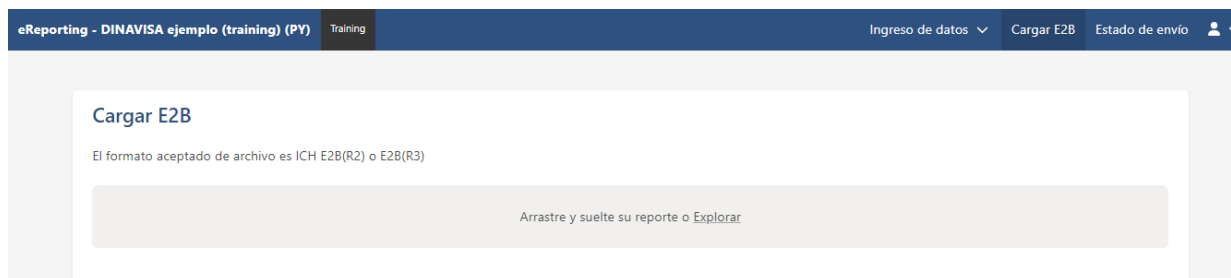 eReporting - DINAVISA ejemplo (training) (PY) Training Ingreso de datos Cargar E2B Estado de envío
Cargar E2B
El formato aceptado de archivo es ICH E2B(R2) o E2B(R3)
Arrastre y suelte su reporte o Explorar